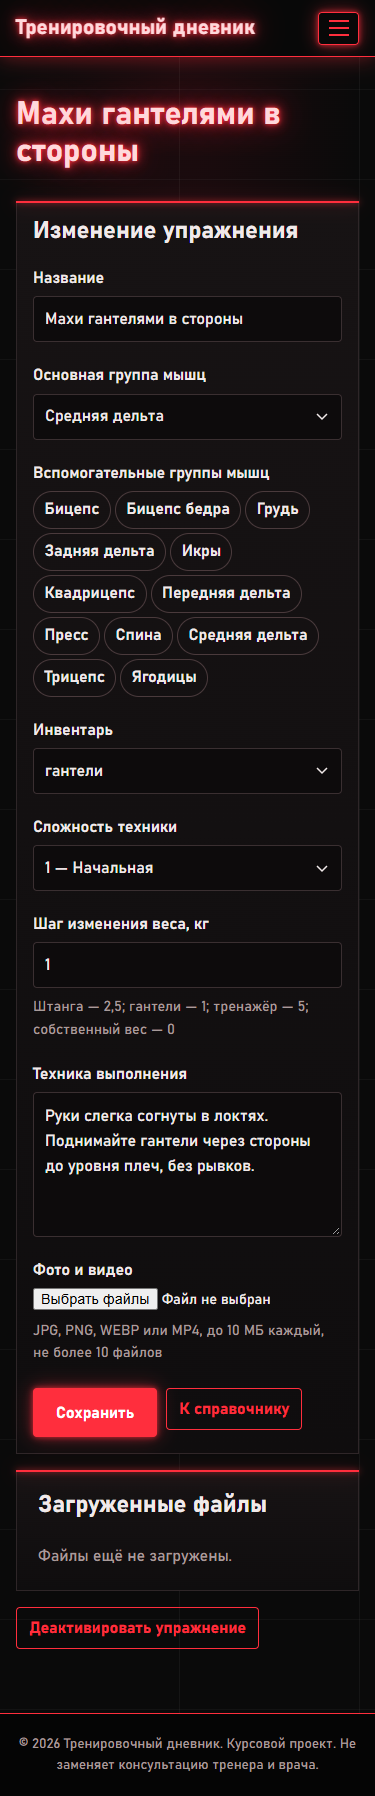 Тренировочный дневник
Махи гантелями в
стороны
Изменение упражнения
Название
Махи гантелями в стороны
Основная группа мышц
Средняя дельта
Вспомогательные группы мышц
Бицепс Бицепс бедра Грудь
Задняя дельта Икры
Квадрицепс Передняя дельта
Пресс Спина Средняя дельта
Трицепс Ягодицы
Инвентарь
гантели
Сложность техники
1 — Начальная
Шаг изменения веса, кг
1
Штанга — 2,5; гантели — 1; тренажёр — 5;
собственный вес — 0
Техника выполнения
Руки слегка согнуты в локтях.
Поднимайте гантели через стороны
до уровня плеч, без рывков.
Фото и видео
Выбрать файлы Файл не выбран
JPG, PNG, WEBP или MP4, до 10 МБ каждый,
не более 10 файлов
Сохранить К справочнику
Загруженные файлы
Файлы ещё не загружены.
Деактивировать упражнение
© 2026 Тренировочный дневник. Курсовой проект. Не
заменяет консультацию тренера и врача.